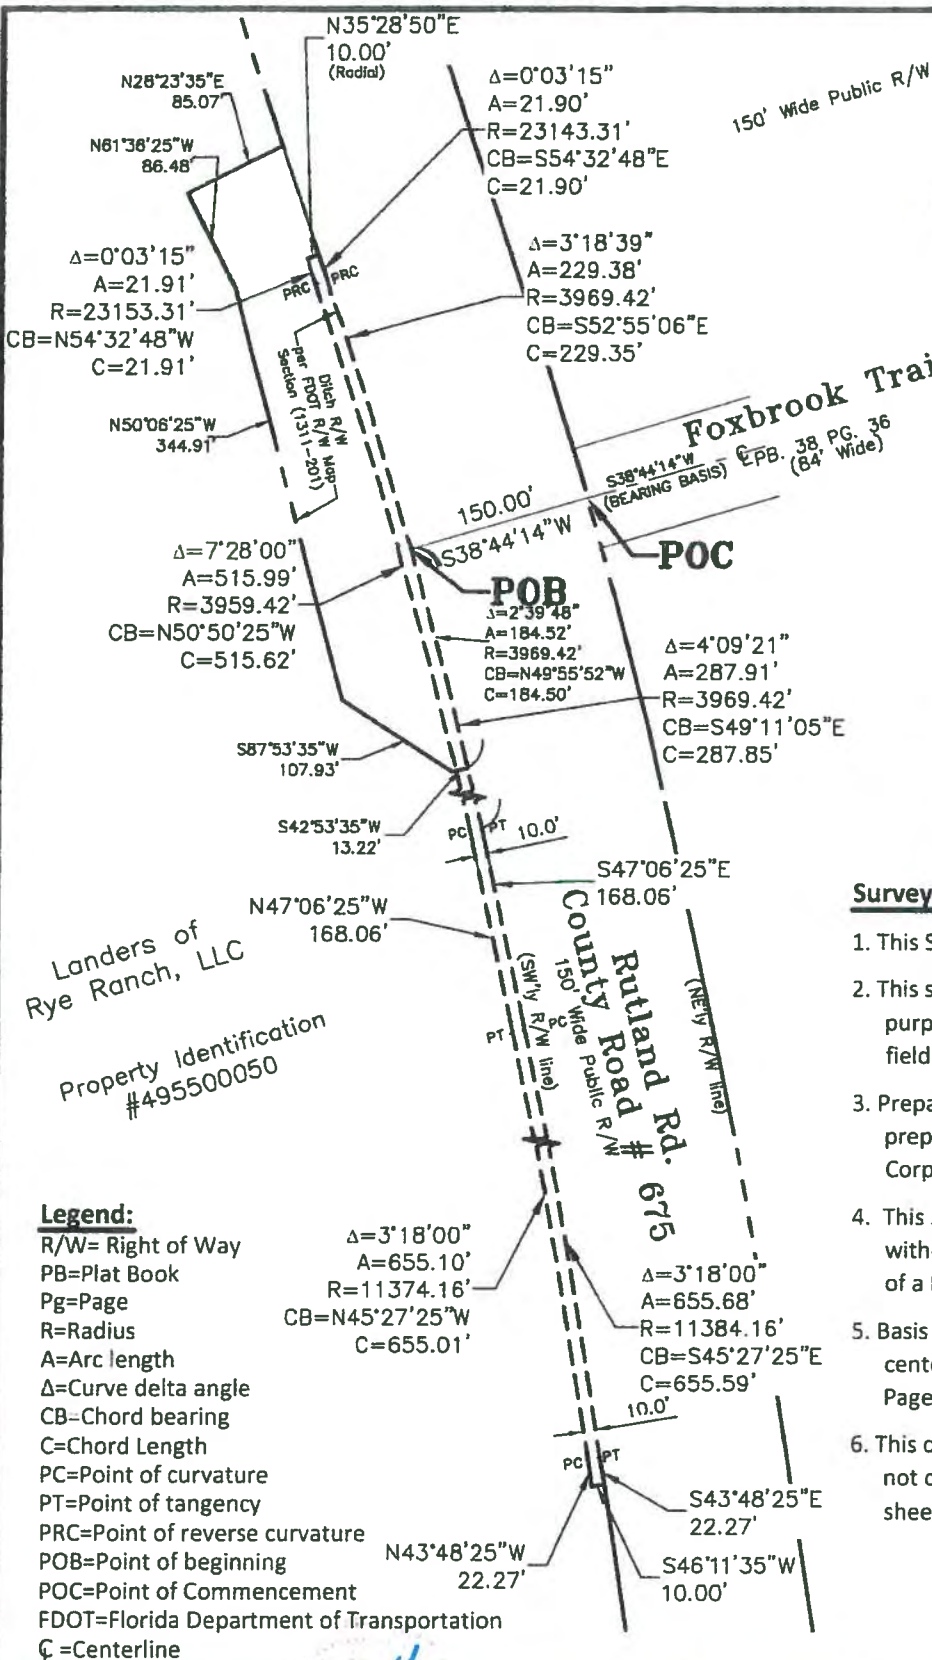 N35°28'50"E
10.00'
(Radial)
N28°23'35"E
85.07'
N61°36'25"W
86.48'
Δ=0°03'15"
A=21.90'
R=23143.31'
CB=S54°32'48"E
C=21.90'
150' Wide Public R/W
Δ=0°03'15"
A=21.91'
R=23153.31'
CB=N54°32'48"W
C=21.91'
PRC
PRC
Δ=3°18'39"
A=229.38'
R=3969.42'
CB=S52°55'06"E
C=229.35'
Ditch R/W
per FDOT R/W Map
Section (1311-201)
N50°06'25"W
344.91'
Foxbrook Trai
S38°44'14"W
(BEARING BASIS)
℄ PB. 38 PG. 36
(84' Wide)
150.00'
S38°44'14"W
POC
POB
Δ=7°28'00"
A=515.99'
R=3959.42'
CB=N50°50'25"W
C=515.62'
Δ=2°39'48"
A=184.52'
R=3969.42'
CB=N49°55'52"W
C=184.50'
Δ=4°09'21"
A=287.91'
R=3969.42'
CB=S49°11'05"E
C=287.85'
S87°53'35"W
107.93'
S42°53'35"W
13.22'
PC
PT
10.0'
S47°06'25"E
168.06'
N47°06'25"W
168.06'
Landers of
Rye Ranch, LLC
Property Identification
#495500050
(SW'ly R/W line)
PT
PC
Rutland Rd.
County Road # 675
150' Wide Public R/W
(NE'ly R/W line)
Survey
1. This S
2. This s
purp
field
3. Prepa
prep
Corp
4. This
with
of a
5. Basis
cente
Page
6. This d
not c
shee
Legend:
R/W= Right of Way
PB=Plat Book
Pg=Page
R=Radius
A=Arc length
Δ=Curve delta angle
CB=Chord bearing
C=Chord Length
PC=Point of curvature
PT=Point of tangency
PRC=Point of reverse curvature
POB=Point of beginning
POC=Point of Commencement
FDOT=Florida Department of Transportation
℄ =Centerline
Δ=3°18'00"
A=655.10'
R=11374.16'
CB=N45°27'25"W
C=655.01'
Δ=3°18'00"
A=655.68'
R=11384.16'
CB=S45°27'25"E
C=655.59'
10.0'
PC
PT
S43°48'25"E
22.27'
N43°48'25"W
22.27'
S46°11'35"W
10.00'